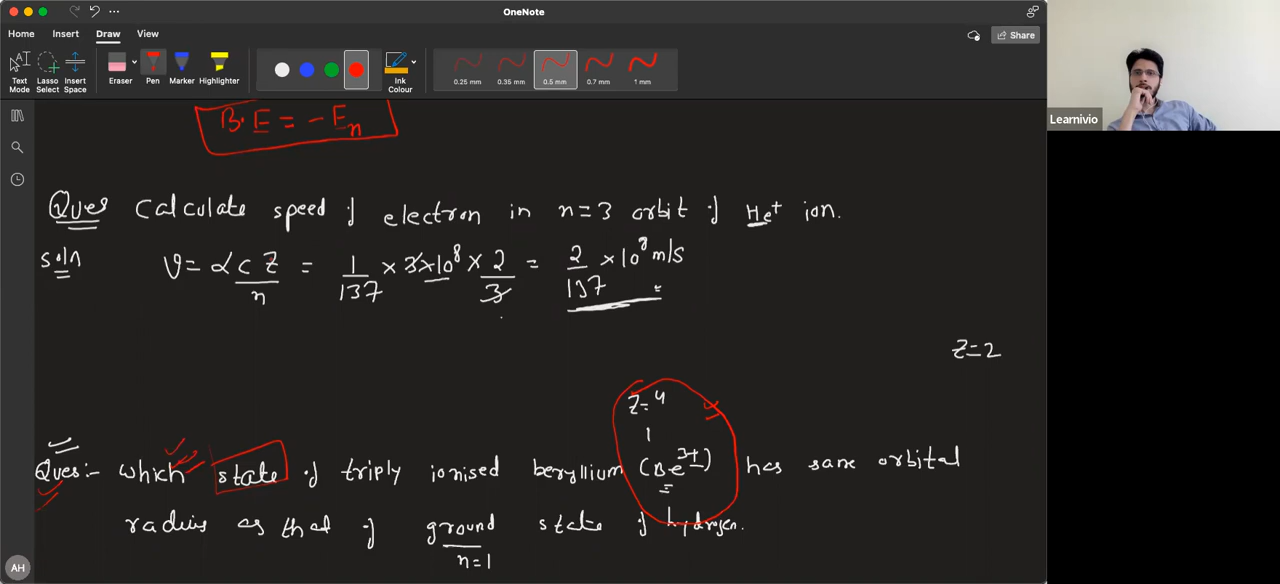 OneNote
Home Insert Draw View
Share
Text Mode
Lasso Select
Insert Space
Eraser
Pen
Marker
Highlighter
Ink Colour
0.25 mm
0.35 mm
0.5 mm
0.7 mm
1 mm
Learnivio
B.E = - En
Ques Calculate speed of electron in n=3 orbit of He+ ion.
Soln v = αcZ/n = 1/137 × 3×10^8 × 2/3 = 2/137 × 10^8 m/s
Z=2
Z=4
Ques:- which state of triply ionised beryllium (Be^3+) has same orbital
radius as that of ground state of hydrogen.
n=1
AH